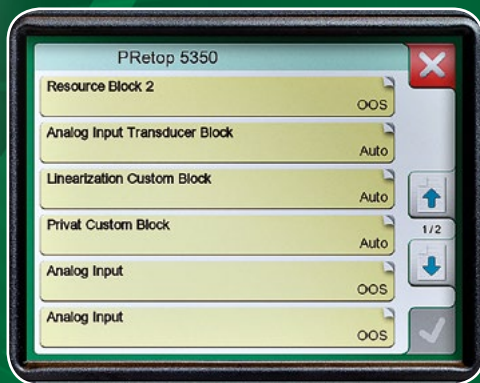 PRetop 5350
Resource Block 2
OOS
Analog Input Transducer Block
Auto
Linearization Custom Block
Auto
Privat Custom Block
Auto
1/2
Analog Input
OOS
Analog Input
OOS